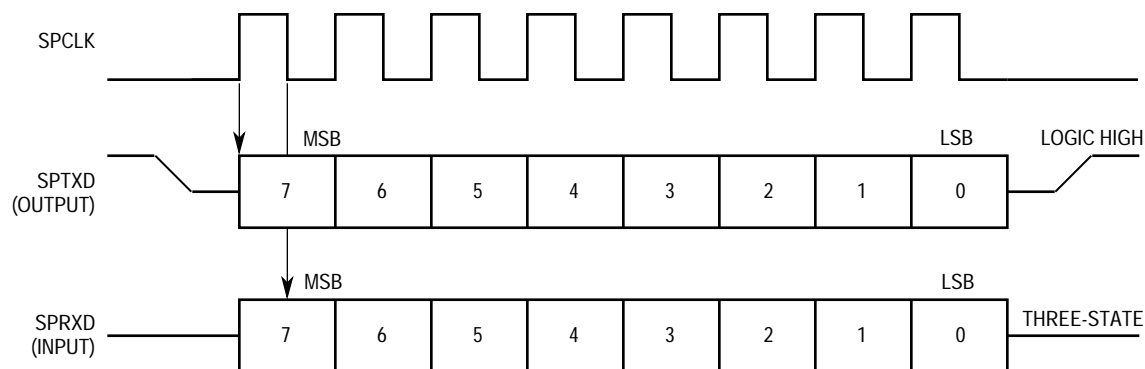 SPCLK
MSB LSB LOGIC HIGH
SPTXD
(OUTPUT)
7 6 5 4 3 2 1 0
MSB LSB
SPRXD
(INPUT)
7 6 5 4 3 2 1 0
THREE-STATE